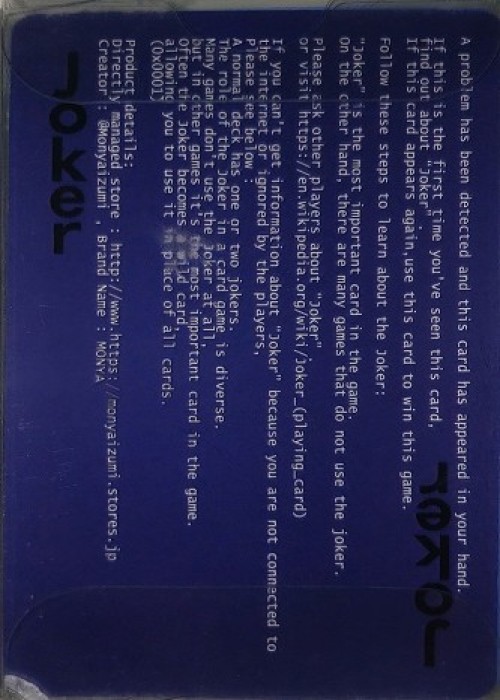 A problem has been detected and this card has appeared in your hand.
If this is the first time you've seen this card,
find out about "Joker".
If this card appears again,use this card to win this game.
Follow these steps to learn about the Joker:
"Joker" is the most important card in the game.
On the other hand, there are many games that do not use the joker.
Please ask other players about "Joker"
or visit https://en.wikipedia.org/wiki/Joker_(playing_card)
If you can't get information about "Joker" because you are not connected to
the internet or ignored by the players,
Please see below :
A normal deck has one or two jokers.
The role of the Joker in a card game is diverse.
Many games don't use the Joker at all,
but in other games it is the most important card in the game.
Often the Joker becomes a wild card,
allowing you to use it in place of all cards.
(0x0001)
Product details:
Directly managed store : http://www.https://monyaizumi.stores.jp
Creator : @Monyaizumi , Brand Name : MONYA
Joker
Joker